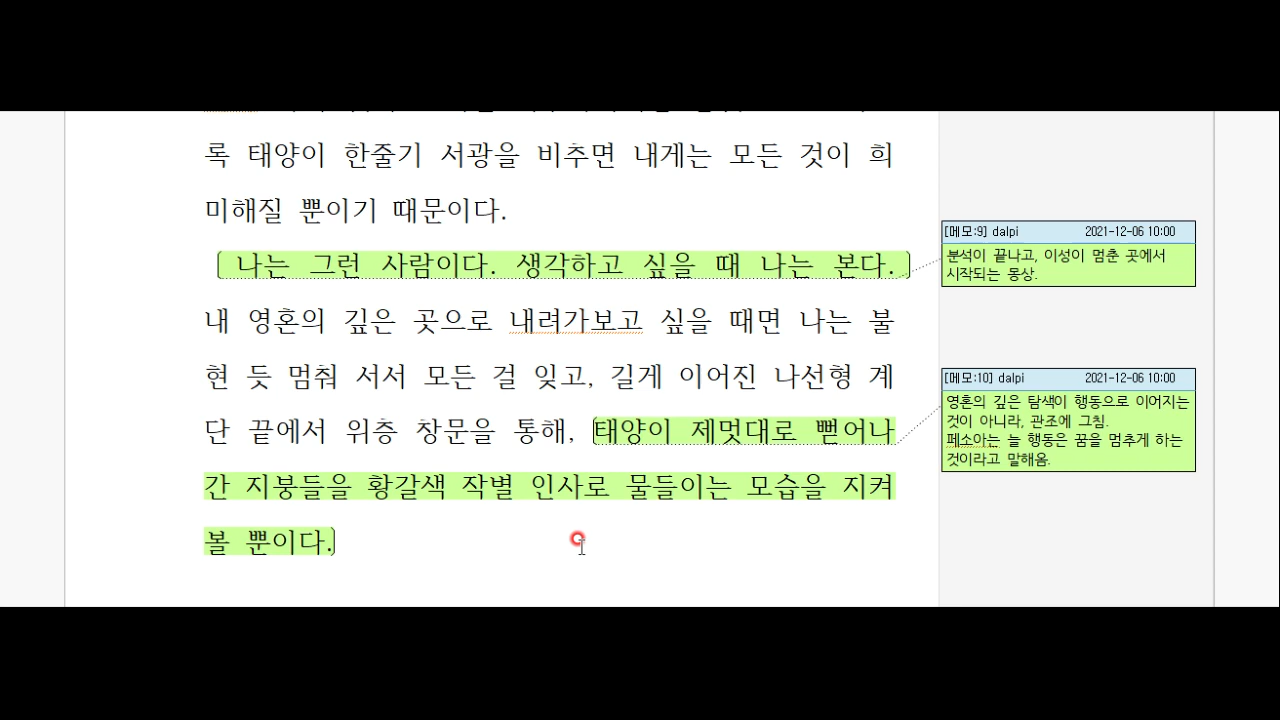 록 태양이 한줄기 서광을 비추면 내게는 모든 것이 희
미해질 뿐이기 때문이다.
나는 그런 사람이다. 생각하고 싶을 때 나는 본다.
내 영혼의 깊은 곳으로 내려가보고 싶을 때면 나는 불
현 듯 멈춰 서서 모든 걸 잊고, 길게 이어진 나선형 계
단 끝에서 위층 창문을 통해, 태양이 제멋대로 뻗어나
간 지붕들을 황갈색 작별 인사로 물들이는 모습을 지켜
볼 뿐이다.
[메모:9] dalpi 2021-12-06 10:00
분석이 끝나고, 이성이 멈춘 곳에서
시작되는 몽상.
[메모:10] dalpi 2021-12-06 10:00
영혼의 깊은 탐색이 행동으로 이어지는
것이 아니라, 관조에 그침.
페소아는 늘 행동은 꿈을 멈추게 하는
것이라고 말해옴.